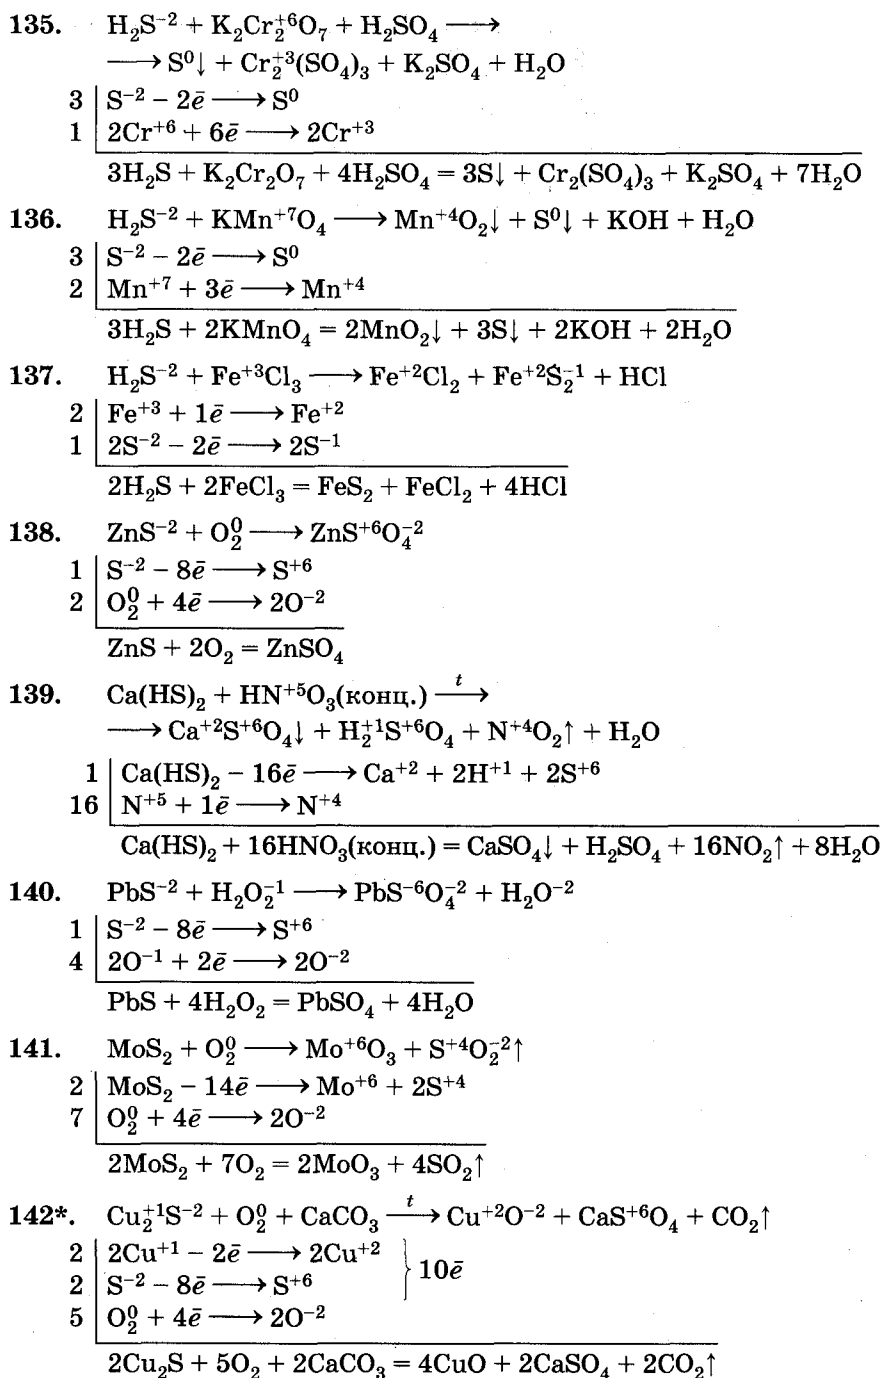 135. H₂S⁻² + K₂Cr₂⁺⁶O₇ + H₂SO₄ ⟶
⟶ S⁰↓ + Cr₂⁺³(SO₄)₃ + K₂SO₄ + H₂O
3 | S⁻² – 2ē ⟶ S⁰
1 | 2Cr⁺⁶ + 6ē ⟶ 2Cr⁺³
3H₂S + K₂Cr₂O₇ + 4H₂SO₄ = 3S↓ + Cr₂(SO₄)₃ + K₂SO₄ + 7H₂O
136. H₂S⁻² + KMn⁺⁷O₄ ⟶ Mn⁺⁴O₂↓ + S⁰↓ + KOH + H₂O
3 | S⁻² – 2ē ⟶ S⁰
2 | Mn⁺⁷ + 3ē ⟶ Mn⁺⁴
3H₂S + 2KMnO₄ = 2MnO₂↓ + 3S↓ + 2KOH + 2H₂O
137. H₂S⁻² + Fe⁺³Cl₃ ⟶ Fe⁺²Cl₂ + Fe⁺²S₂⁻¹ + HCl
2 | Fe⁺³ + 1ē ⟶ Fe⁺²
1 | 2S⁻² – 2ē ⟶ 2S⁻¹
2H₂S + 2FeCl₃ = FeS₂ + FeCl₂ + 4HCl
138. ZnS⁻² + O₂⁰ ⟶ ZnS⁺⁶O₄⁻²
1 | S⁻² – 8ē ⟶ S⁺⁶
2 | O₂⁰ + 4ē ⟶ 2O⁻²
ZnS + 2O₂ = ZnSO₄
139. Ca(HS)₂ + HN⁺⁵O₃(конц.) —t⟶
⟶ Ca⁺²S⁺⁶O₄↓ + H₂⁺¹S⁺⁶O₄ + N⁺⁴O₂↑ + H₂O
1 | Ca(HS)₂ – 16ē ⟶ Ca⁺² + 2H⁺¹ + 2S⁺⁶
16 | N⁺⁵ + 1ē ⟶ N⁺⁴
Ca(HS)₂ + 16HNO₃(конц.) = CaSO₄↓ + H₂SO₄ + 16NO₂↑ + 8H₂O
140. PbS⁻² + H₂O₂⁻¹ ⟶ PbS⁻⁶O₄⁻² + H₂O⁻²
1 | S⁻² – 8ē ⟶ S⁺⁶
4 | 2O⁻¹ + 2ē ⟶ 2O⁻²
PbS + 4H₂O₂ = PbSO₄ + 4H₂O
141. MoS₂ + O₂⁰ ⟶ Mo⁺⁶O₃ + S⁺⁴O₂⁻²↑
2 | MoS₂ – 14ē ⟶ Mo⁺⁶ + 2S⁺⁴
7 | O₂⁰ + 4ē ⟶ 2O⁻²
2MoS₂ + 7O₂ = 2MoO₃ + 4SO₂↑
142*. Cu₂⁺¹S⁻² + O₂⁰ + CaCO₃ —t⟶ Cu⁺²O⁻² + CaS⁺⁶O₄ + CO₂↑
2 | 2Cu⁺¹ – 2ē ⟶ 2Cu⁺² } 10ē
2 | S⁻² – 8ē ⟶ S⁺⁶
5 | O₂⁰ + 4ē ⟶ 2O⁻²
2Cu₂S + 5O₂ + 2CaCO₃ = 4CuO + 2CaSO₄ + 2CO₂↑